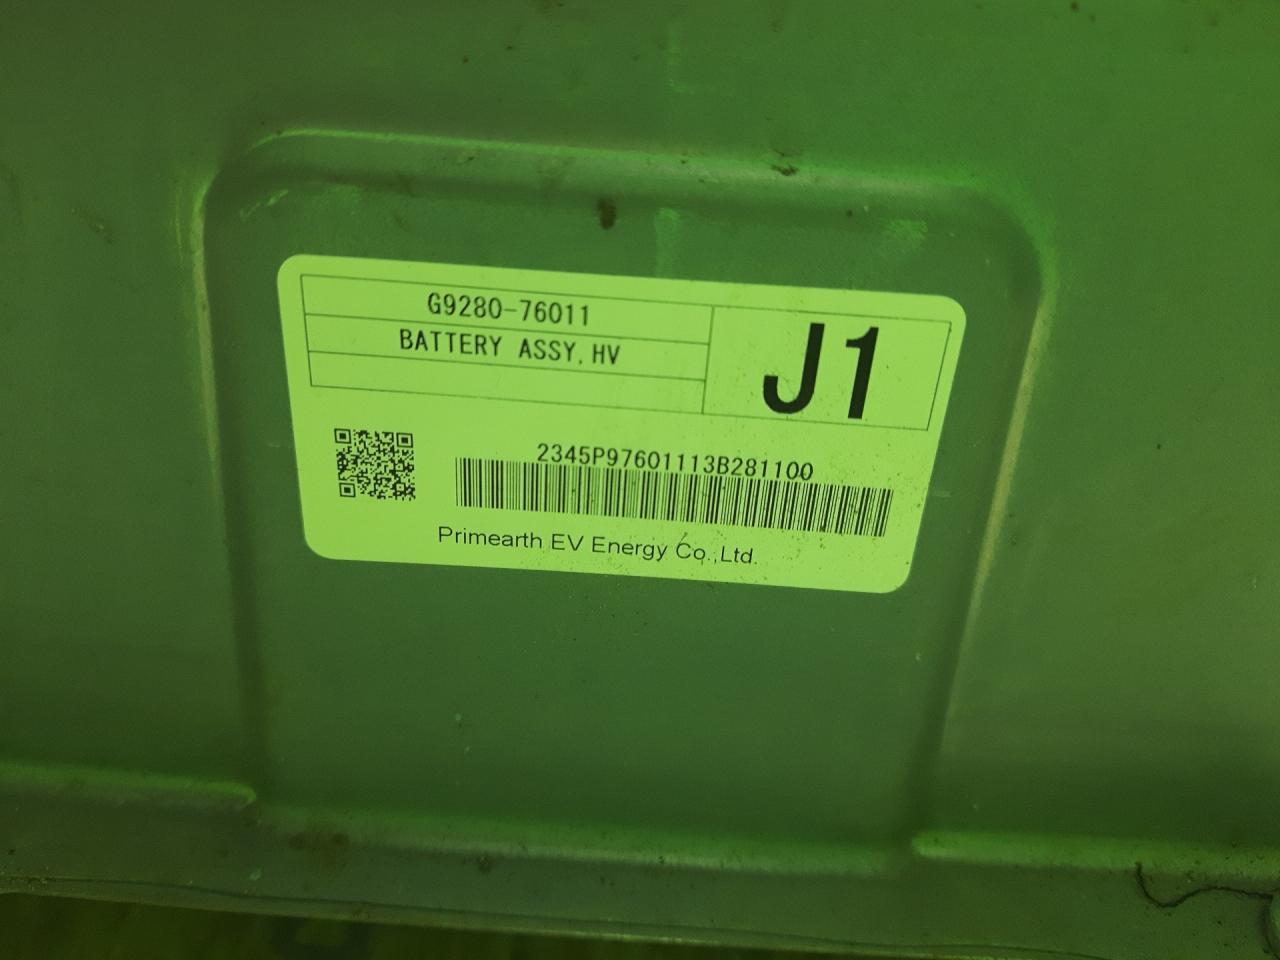 G9280-76011
BATTERY ASSY, HV
J1
2345P97601113B281100
Primearth EV Energy Co.,Ltd.